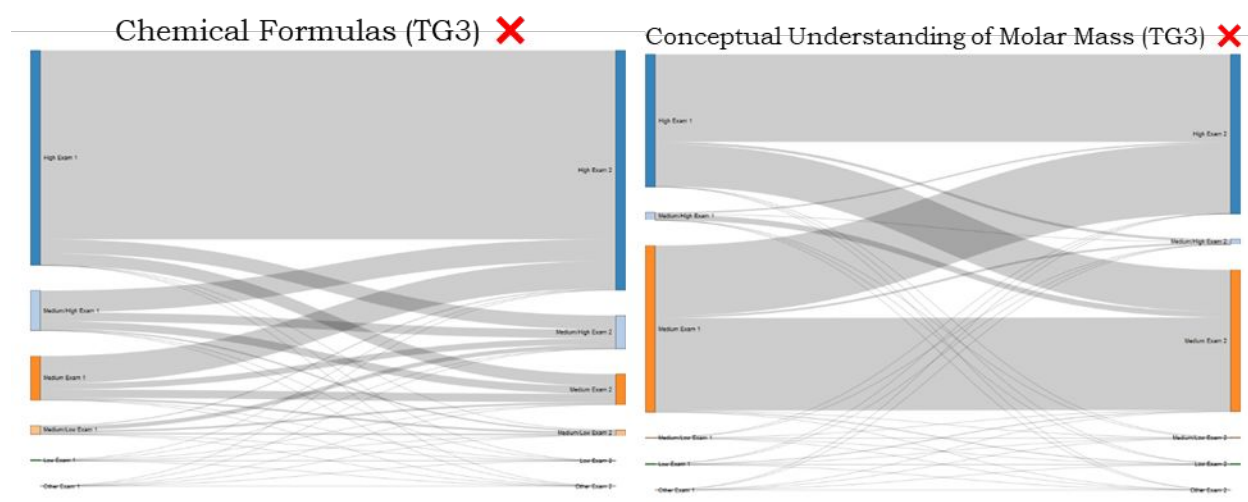 Chemical Formulas (TG3)
High Exam 1
High Exam 2
Medium/High Exam 1
Medium/High Exam 2
Medium Exam 1
Medium Exam 2
Medium/Low Exam 1
Medium/Low Exam 2
Low Exam 1
Low Exam 2
Other Exam 1
Other Exam 2
Conceptual Understanding of Molar Mass (TG3)
High Exam 1
High Exam 2
Medium/High Exam 1
Medium/High Exam 2
Medium Exam 1
Medium Exam 2
Medium/Low Exam 1
Medium/Low Exam 2
Low Exam 1
Low Exam 2
Other Exam 1
Other Exam 2